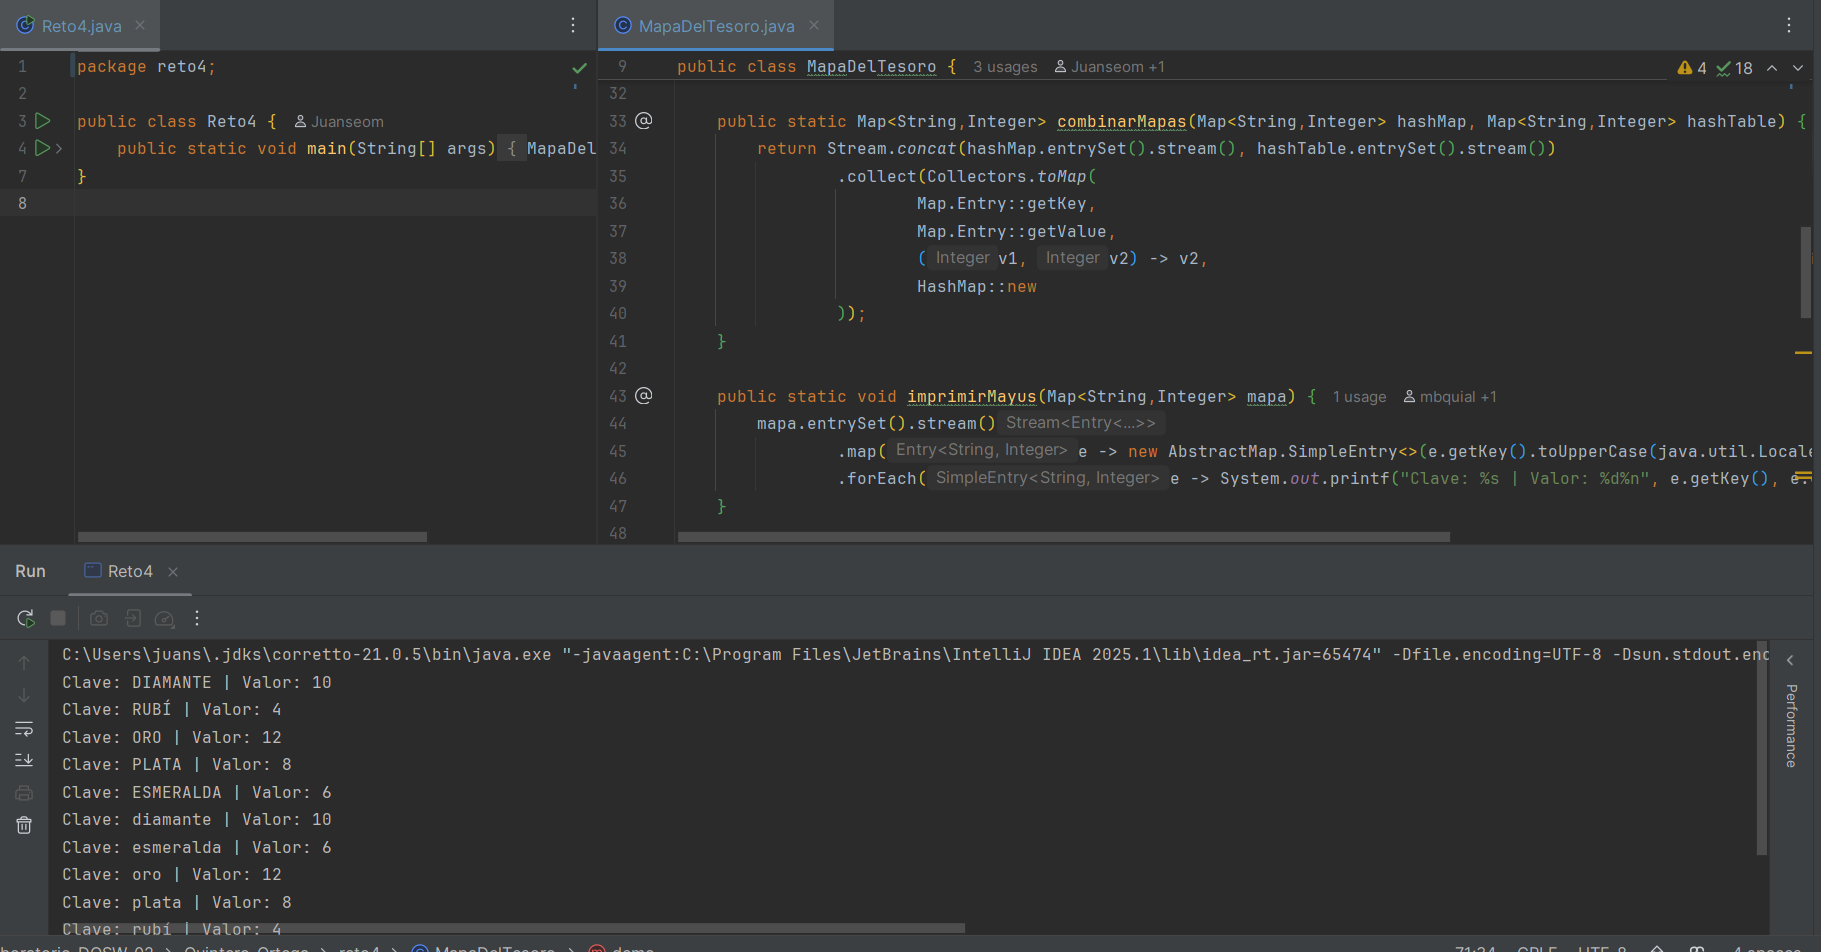 Reto4.java
MapaDelTesoro.java
1 package reto4;
2
3 public class Reto4 { Juanseom
4 public static void main(String[] args) { MapaDel
7 }
8
9 public class MapaDelTesoro { 3 usages Juanseom +1
4 18
32
33 public static Map<String,Integer> combinarMapas(Map<String,Integer> hashMap, Map<String,Integer> hashTable) {
34 return Stream.concat(hashMap.entrySet().stream(), hashTable.entrySet().stream())
35 .collect(Collectors.toMap(
36 Map.Entry::getKey,
37 Map.Entry::getValue,
38 ( Integer v1, Integer v2) -> v2,
39 HashMap::new
40 ));
41 }
42
43 public static void imprimirMayus(Map<String,Integer> mapa) { 1 usage mbquial +1
44 mapa.entrySet().stream() Stream<Entry<...>>
45 .map( Entry<String, Integer> e -> new AbstractMap.SimpleEntry<>(e.getKey().toUpperCase(java.util.Locale
46 .forEach( SimpleEntry<String, Integer> e -> System.out.printf("Clave: %s | Valor: %d%n", e.getKey(), e.
47 }
48
Run Reto4
C:\Users\juans\.jdks\corretto-21.0.5\bin\java.exe "-javaagent:C:\Program Files\JetBrains\IntelliJ IDEA 2025.1\lib\idea_rt.jar=65474" -Dfile.encoding=UTF-8 -Dsun.stdout.enc
Clave: DIAMANTE | Valor: 10
Clave: RUBÍ | Valor: 4
Clave: ORO | Valor: 12
Clave: PLATA | Valor: 8
Clave: ESMERALDA | Valor: 6
Clave: diamante | Valor: 10
Clave: esmeralda | Valor: 6
Clave: oro | Valor: 12
Clave: plata | Valor: 8
Clave: rubí | Valor: 4
Performance
reto4 > MapaDelTesoro > demo
71:34 CRLF UTF-8 4 spaces